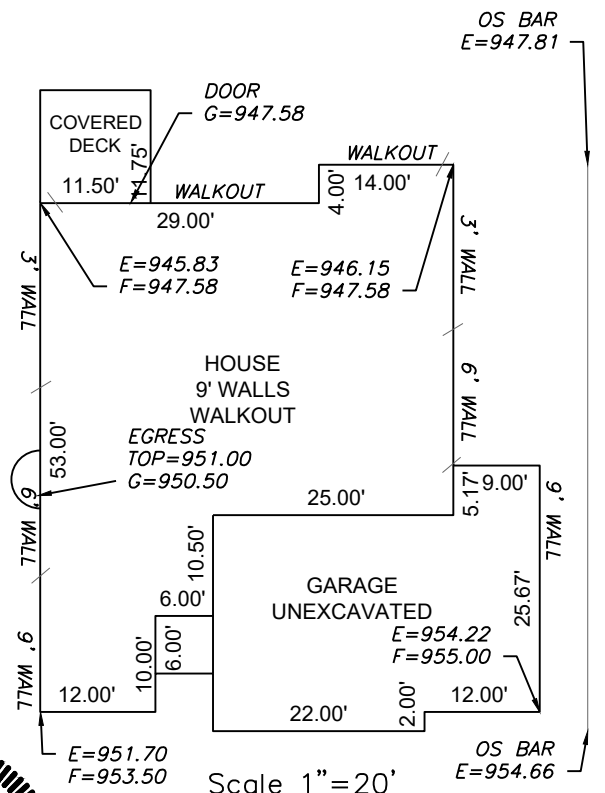 OS BAR
E=947.81
DOOR
G=947.58
COVERED
DECK
11.75'
11.50'
WALKOUT
29.00'
WALKOUT
14.00'
4.00'
E=945.83
F=947.58
E=946.15
F=947.58
3' WALL
3' WALL
HOUSE
9' WALLS
WALKOUT
6' WALL
EGRESS
TOP=951.00
G=950.50
53.00'
6' WALL
25.00'
5.17'
9.00'
9' WALL
10.50'
GARAGE
UNEXCAVATED
25.67'
6.00'
E=954.22
F=955.00
10.00'
6.00'
9' WALL
12.00'
22.00'
2.00'
12.00'
E=951.70
F=953.50
Scale 1"=20'
OS BAR
E=954.66